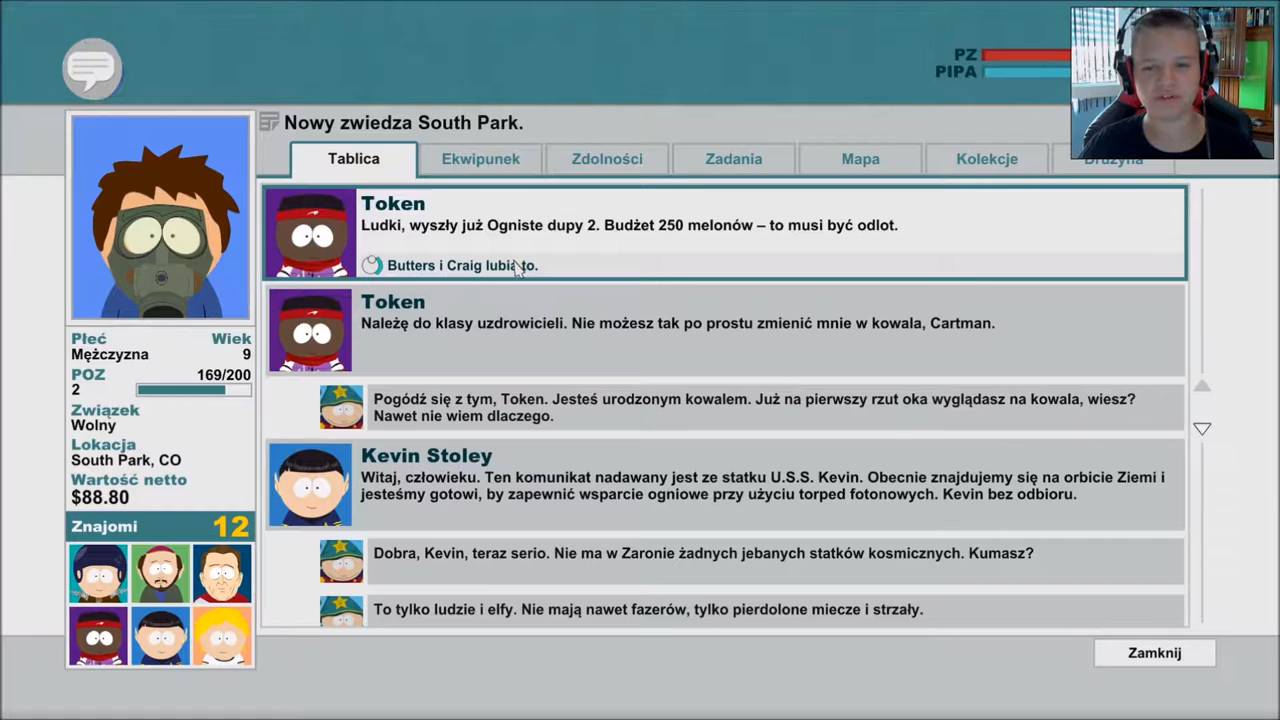 PZ
PIPA
Nowy zwiedza South Park.
Tablica
Ekwipunek
Zdolności
Zadania
Mapa
Kolekcje
Drużyna
Token
Ludki, wyszły już Ogniste dupy 2. Budżet 250 melonów – to musi być odlot.
Butters i Craig lubią to.
Token
Należę do klasy uzdrowicieli. Nie możesz tak po prostu zmienić mnie w kowala, Cartman.
Pogódź się z tym, Token. Jesteś urodzonym kowalem. Już na pierwszy rzut oka wyglądasz na kowala, wiesz?
Nawet nie wiem dlaczego.
Kevin Stoley
Witaj, człowieku. Ten komunikat nadawany jest ze statku U.S.S. Kevin. Obecnie znajdujemy się na orbicie Ziemi i
jesteśmy gotowi, by zapewnić wsparcie ogniowe przy użyciu torped fotonowych. Kevin bez odbioru.
Dobra, Kevin, teraz serio. Nie ma w Zaronie żadnych jebanych statków kosmicznych. Kumasz?
To tylko ludzie i elfy. Nie mają nawet fazerów, tylko pierdolone miecze i strzały.
Płeć Wiek
Mężczyzna 9
POZ 169/200
2
Związek
Wolny
Lokacja
South Park, CO
Wartość netto
$88.80
Znajomi 12
Zamknij